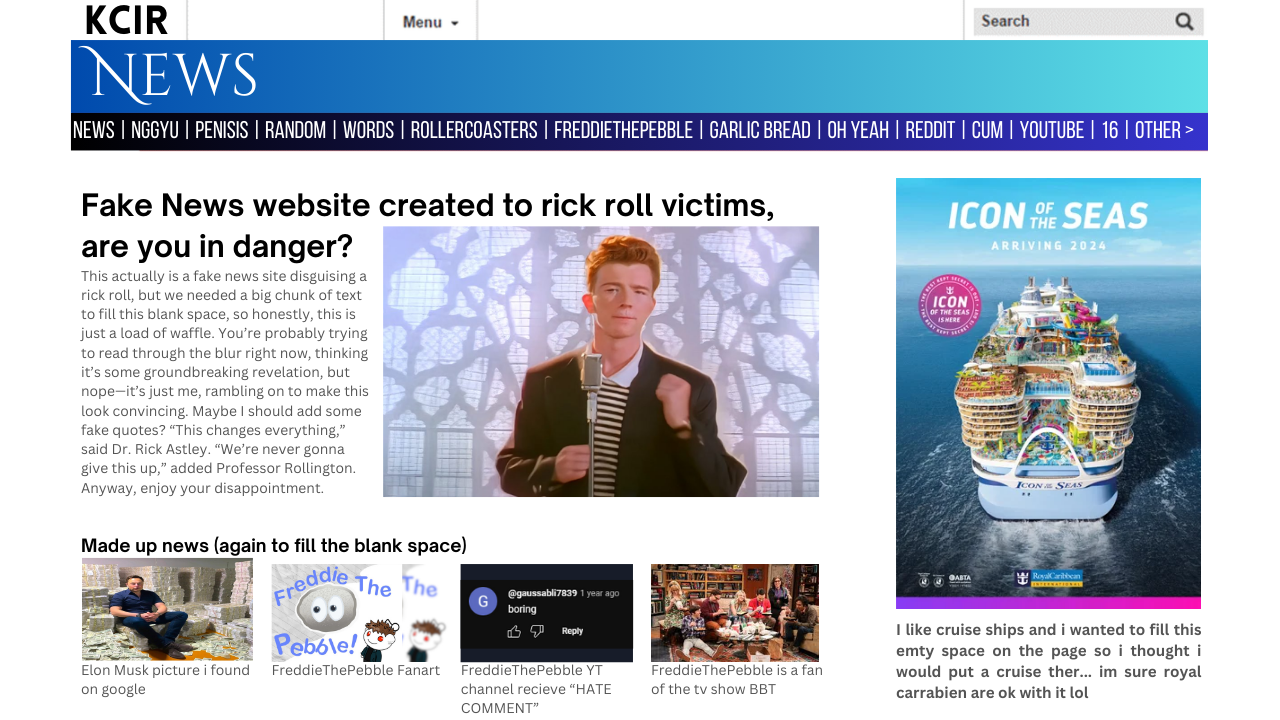 KCIR
Menu
Search
NEWS
NEWS | NGGYU | PENISIS | RANDOM | WORDS | ROLLERCOASTERS | FREDDIETHEPEBBLE | GARLIC BREAD | OH YEAH | REDDIT | CUM | YOUTUBE | 16 | OTHER >
Fake News website created to rick roll victims,
are you in danger?
This actually is a fake news site disguising a
rick roll, but we needed a big chunk of text
to fill this blank space, so honestly, this is
just a load of waffle. You’re probably trying
to read through the blur right now, thinking
it’s some groundbreaking revelation, but
nope—it’s just me, rambling on to make this
look convincing. Maybe I should add some
fake quotes? “This changes everything,”
said Dr. Rick Astley. “We’re never gonna
give this up,” added Professor Rollington.
Anyway, enjoy your disappointment.
ICON OF THE SEAS
ARRIVING 2024
ICON
OF THE SEAS
IS HERE
ICON OF THE SEAS
ABTA
RoyalCaribbean
INTERNATIONAL
I like cruise ships and i wanted to fill this
emty space on the page so i thought i
would put a cruise ther... im sure royal
carrabien are ok with it lol
Made up news (again to fill the blank space)
Freddie The
Pebble!
The
G
@gaussabli7839 1 year ago
boring
Reply
Elon Musk picture i found
on google
FreddieThePebble Fanart
FreddieThePebble YT
channel recieve “HATE
COMMENT”
FreddieThePebble is a fan
of the tv show BBT